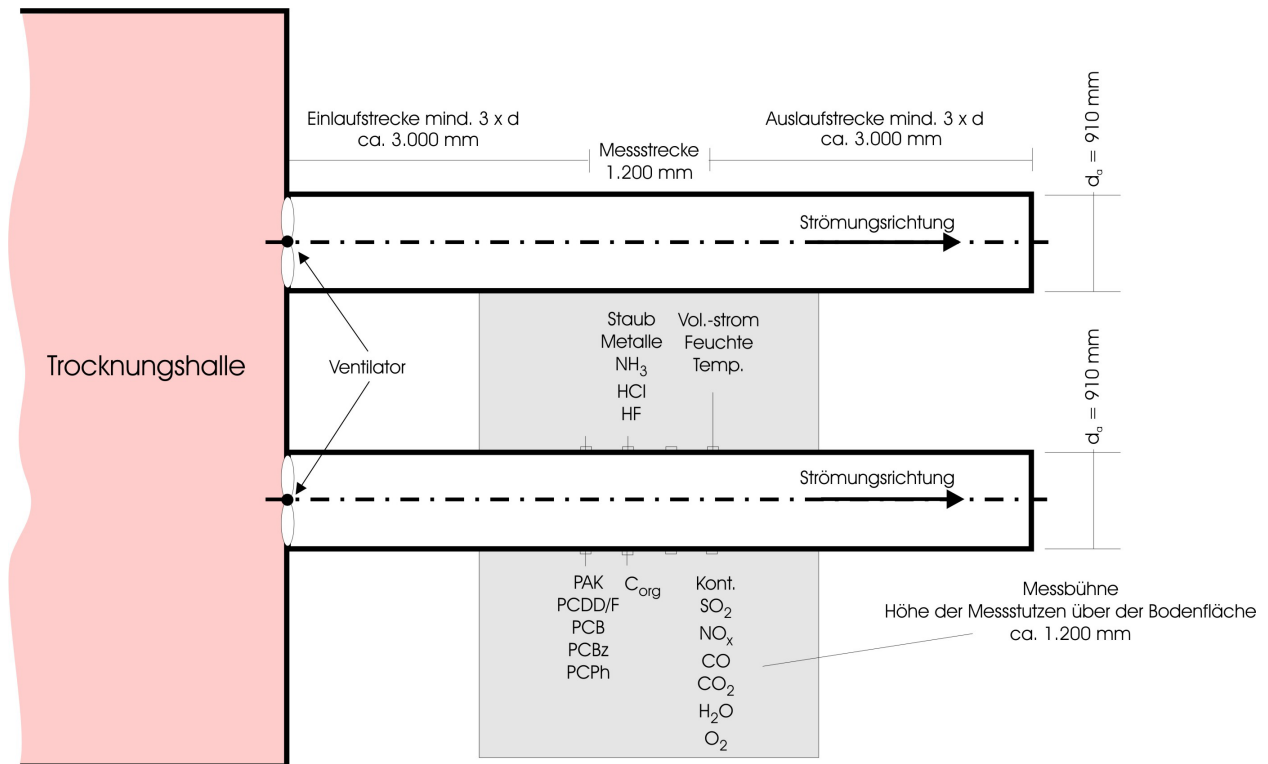 Einlaufstrecke mind. 3 x d
ca. 3.000 mm
Messstrecke
1.200 mm
Auslaufstrecke mind. 3 x d
ca. 3.000 mm
da = 910 mm
Strömungsrichtung
Trocknungshalle
Ventilator
Staub
Metalle
NH3
HCl
HF
Vol.-strom
Feuchte
Temp.
da = 910 mm
Strömungsrichtung
PAK
PCDD/F
PCB
PCBz
PCPh
Corg
Kont.
SO2
NOx
CO
CO2
H2O
O2
Messbühne
Höhe der Messstutzen über der Bodenfläche
ca. 1.200 mm